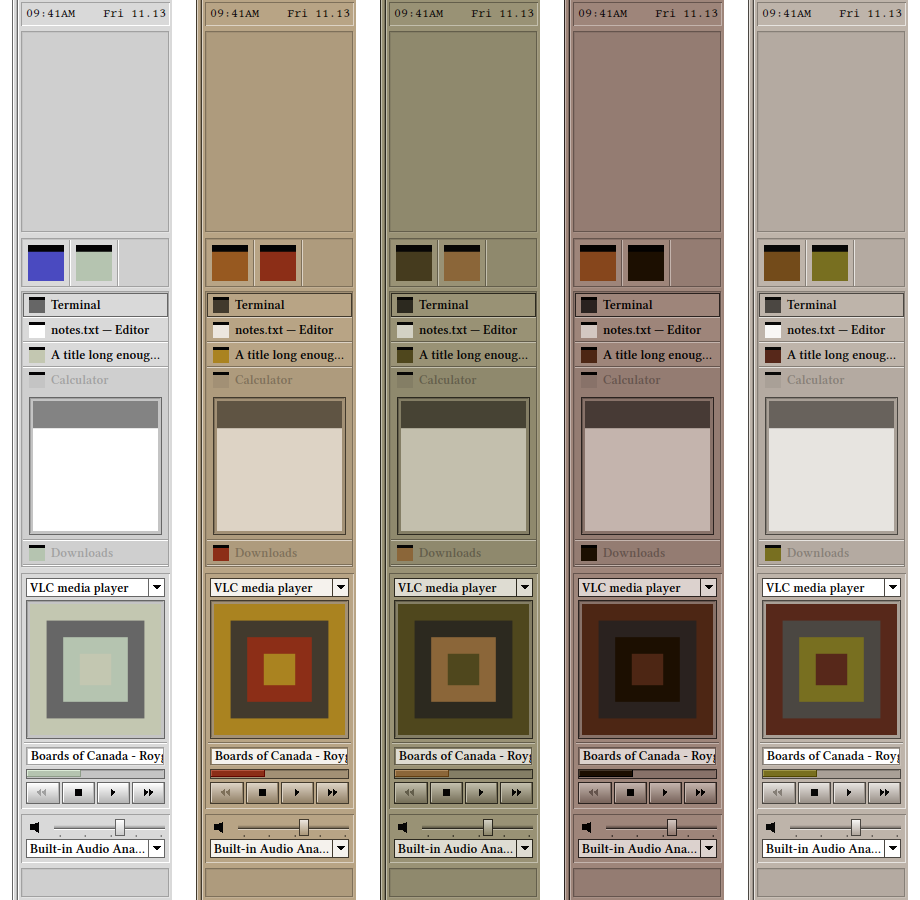 09:41AM Fri 11.13
Terminal
notes.txt — Editor
A title long enoug...
Calculator
Downloads
VLC media player
Boards of Canada - Roy
Built-in Audio Ana...
09:41AM Fri 11.13
Terminal
notes.txt — Editor
A title long enoug...
Calculator
Downloads
VLC media player
Boards of Canada - Roy
Built-in Audio Ana...
09:41AM Fri 11.13
Terminal
notes.txt — Editor
A title long enoug...
Calculator
Downloads
VLC media player
Boards of Canada - Roy
Built-in Audio Ana...
09:41AM Fri 11.13
Terminal
notes.txt — Editor
A title long enoug...
Calculator
Downloads
VLC media player
Boards of Canada - Roy
Built-in Audio Ana...
09:41AM Fri 11.13
Terminal
notes.txt — Editor
A title long enoug...
Calculator
Downloads
VLC media player
Boards of Canada - Roy
Built-in Audio Ana...